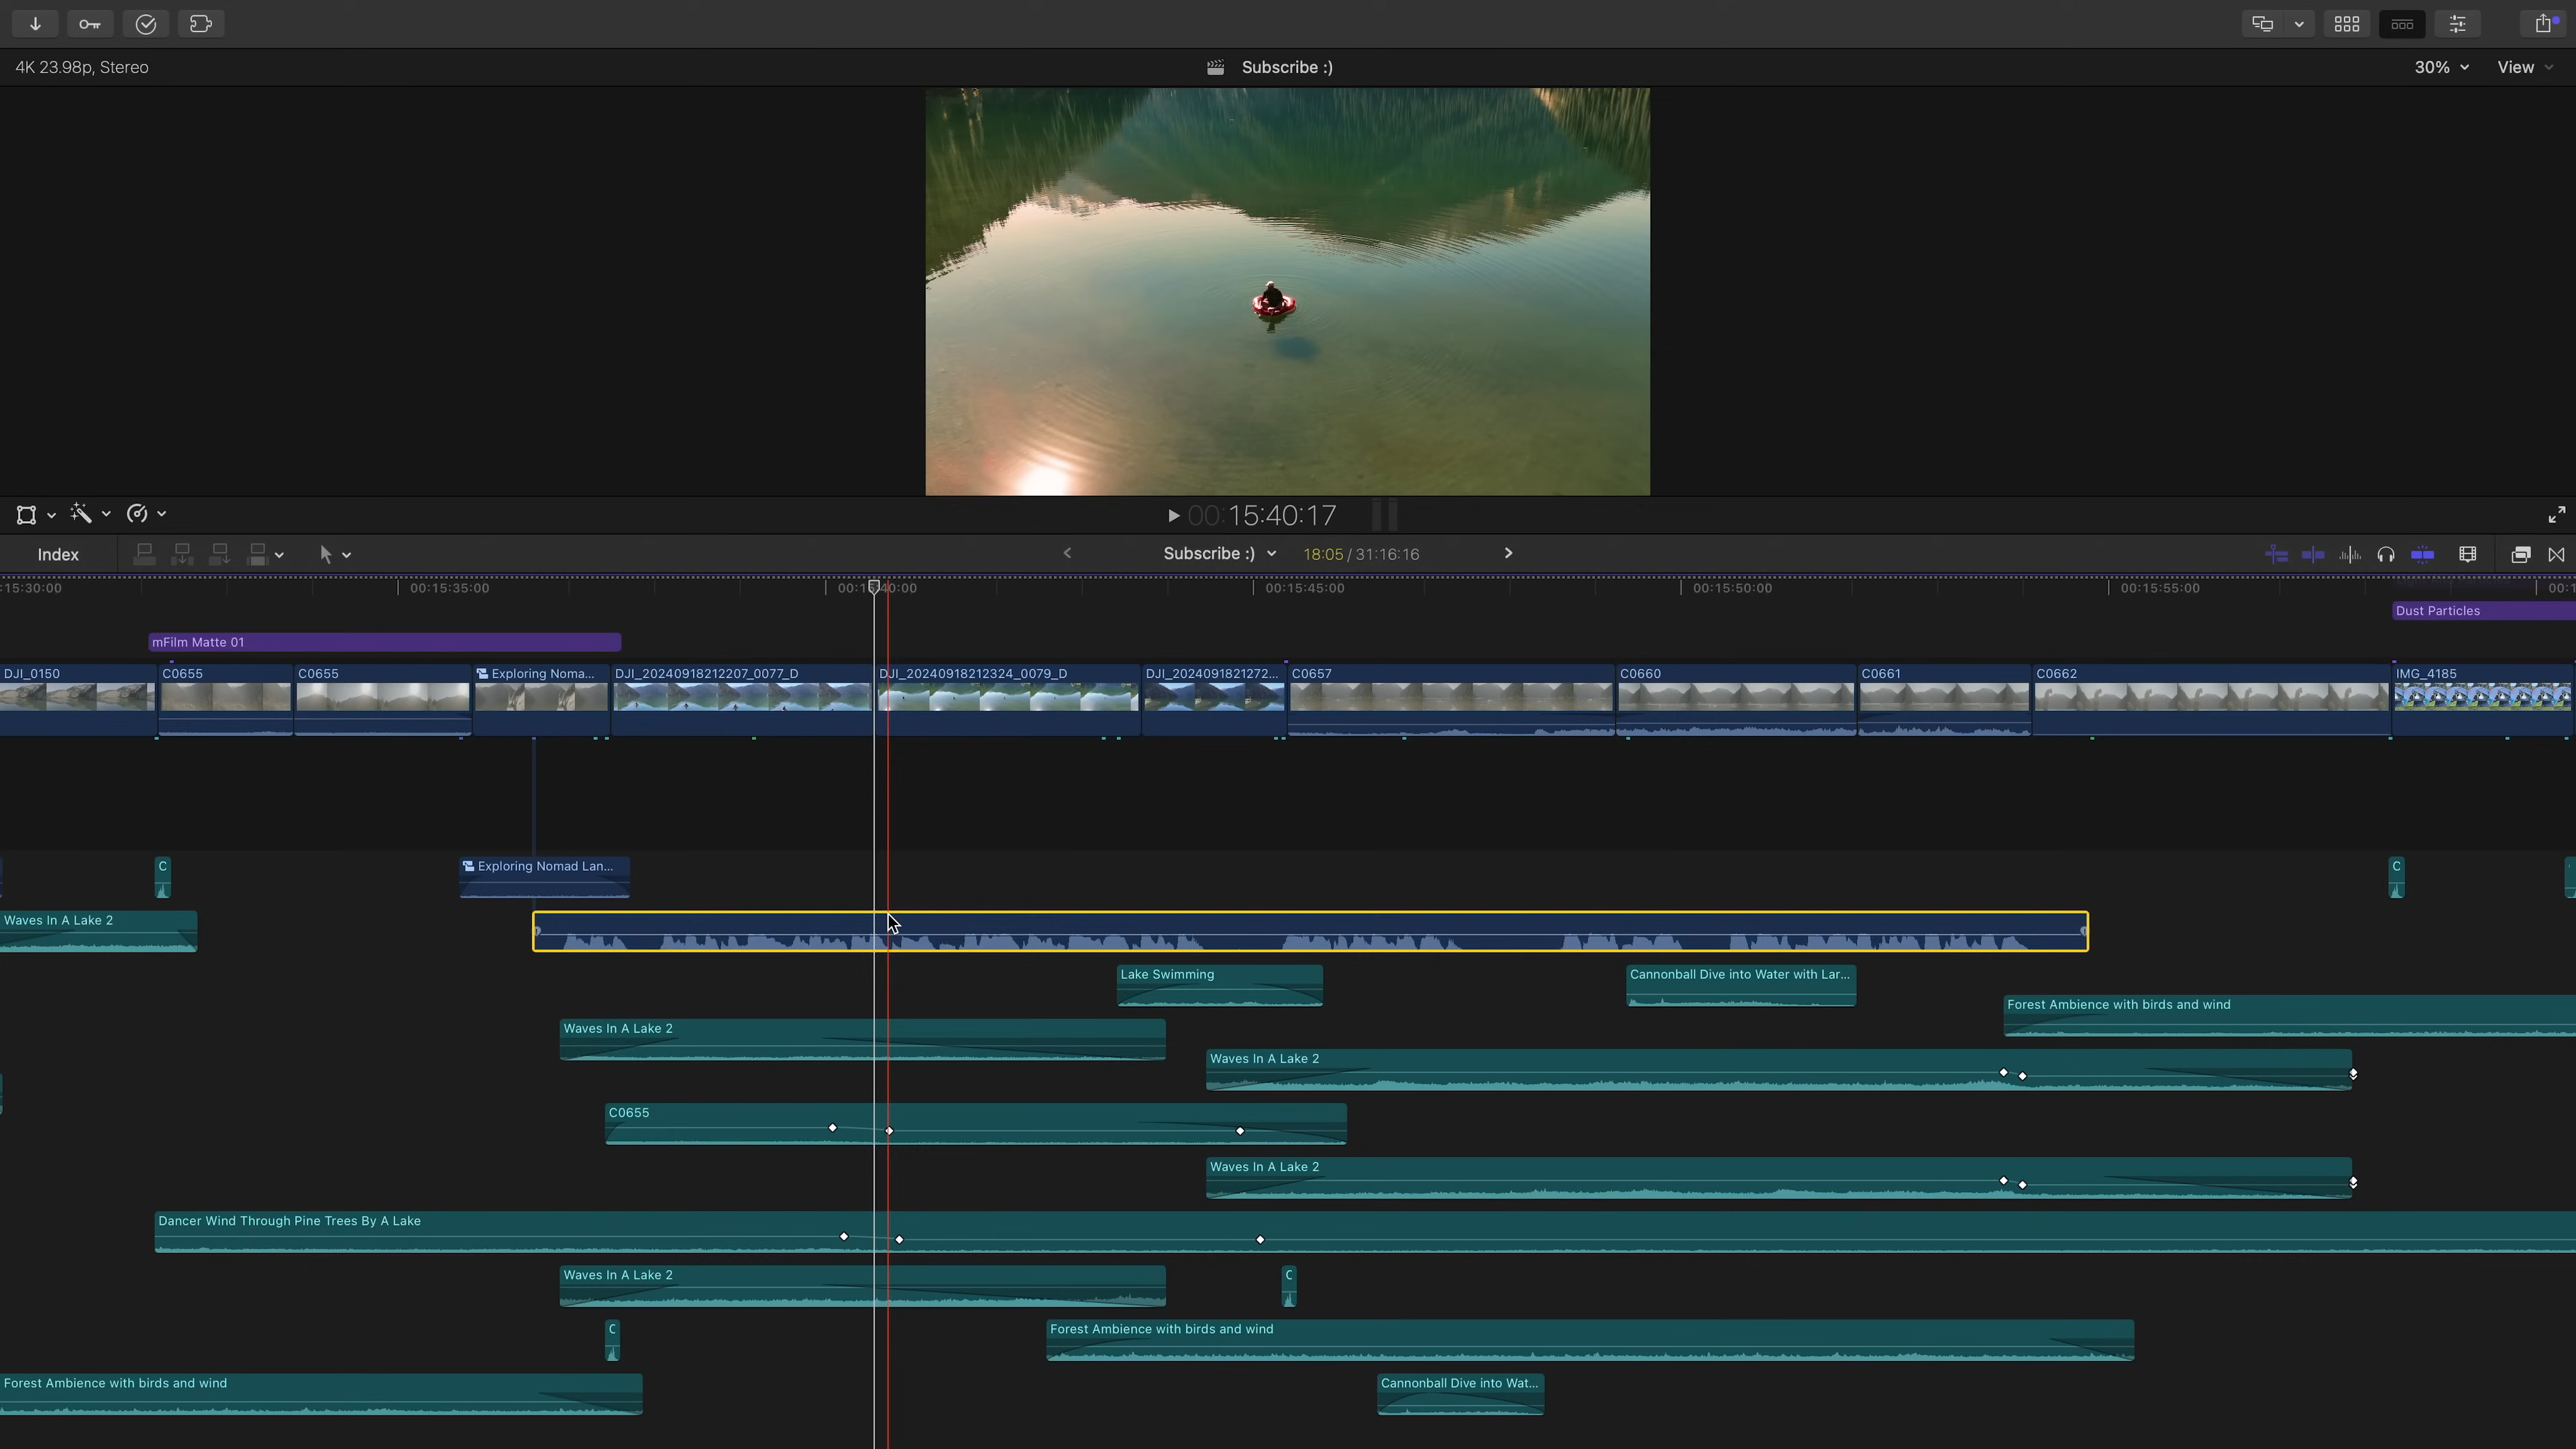 4K 23.98p, Stereo
Subscribe :)
30%
View
00:15:40:17
Index
Subscribe :)
18:05 / 31:16:16
:15:30:00
00:15:35:00
00:15:40:00
00:15:45:00
00:15:50:00
00:15:55:00
00:1
Dust Particles
mFilm Matte 01
DJI_0150
C0655
C0655
Exploring Noma...
DJI_20240918212207_0077_D
DJI_20240918212324_0079_D
DJI_2024091821272...
C0657
C0660
C0661
C0662
IMG_4185
C
Exploring Nomad Lan...
C
Waves In A Lake 2
Lake Swimming
Cannonball Dive into Water with Lar...
Forest Ambience with birds and wind
Waves In A Lake 2
Waves In A Lake 2
C0655
Waves In A Lake 2
Dancer Wind Through Pine Trees By A Lake
Waves In A Lake 2
C
C
Forest Ambience with birds and wind
Forest Ambience with birds and wind
Cannonball Dive into Wat...